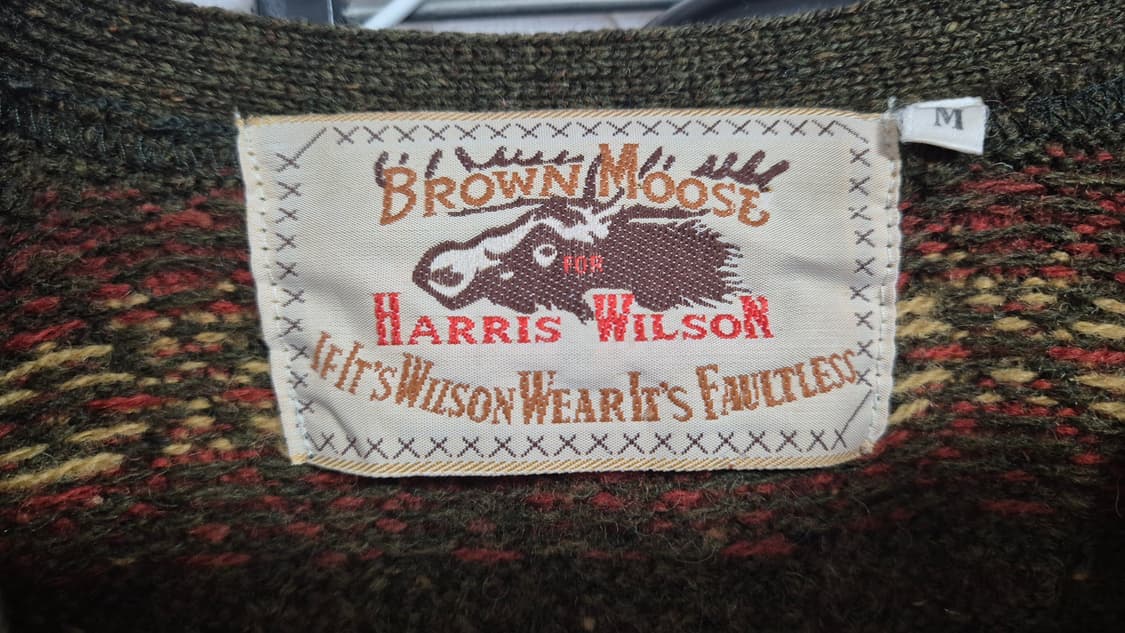 M
BROWN MOOSE
FOR
HARRIS WILSON
IF IT'S WILSON WEAR IT'S FAULTLESS